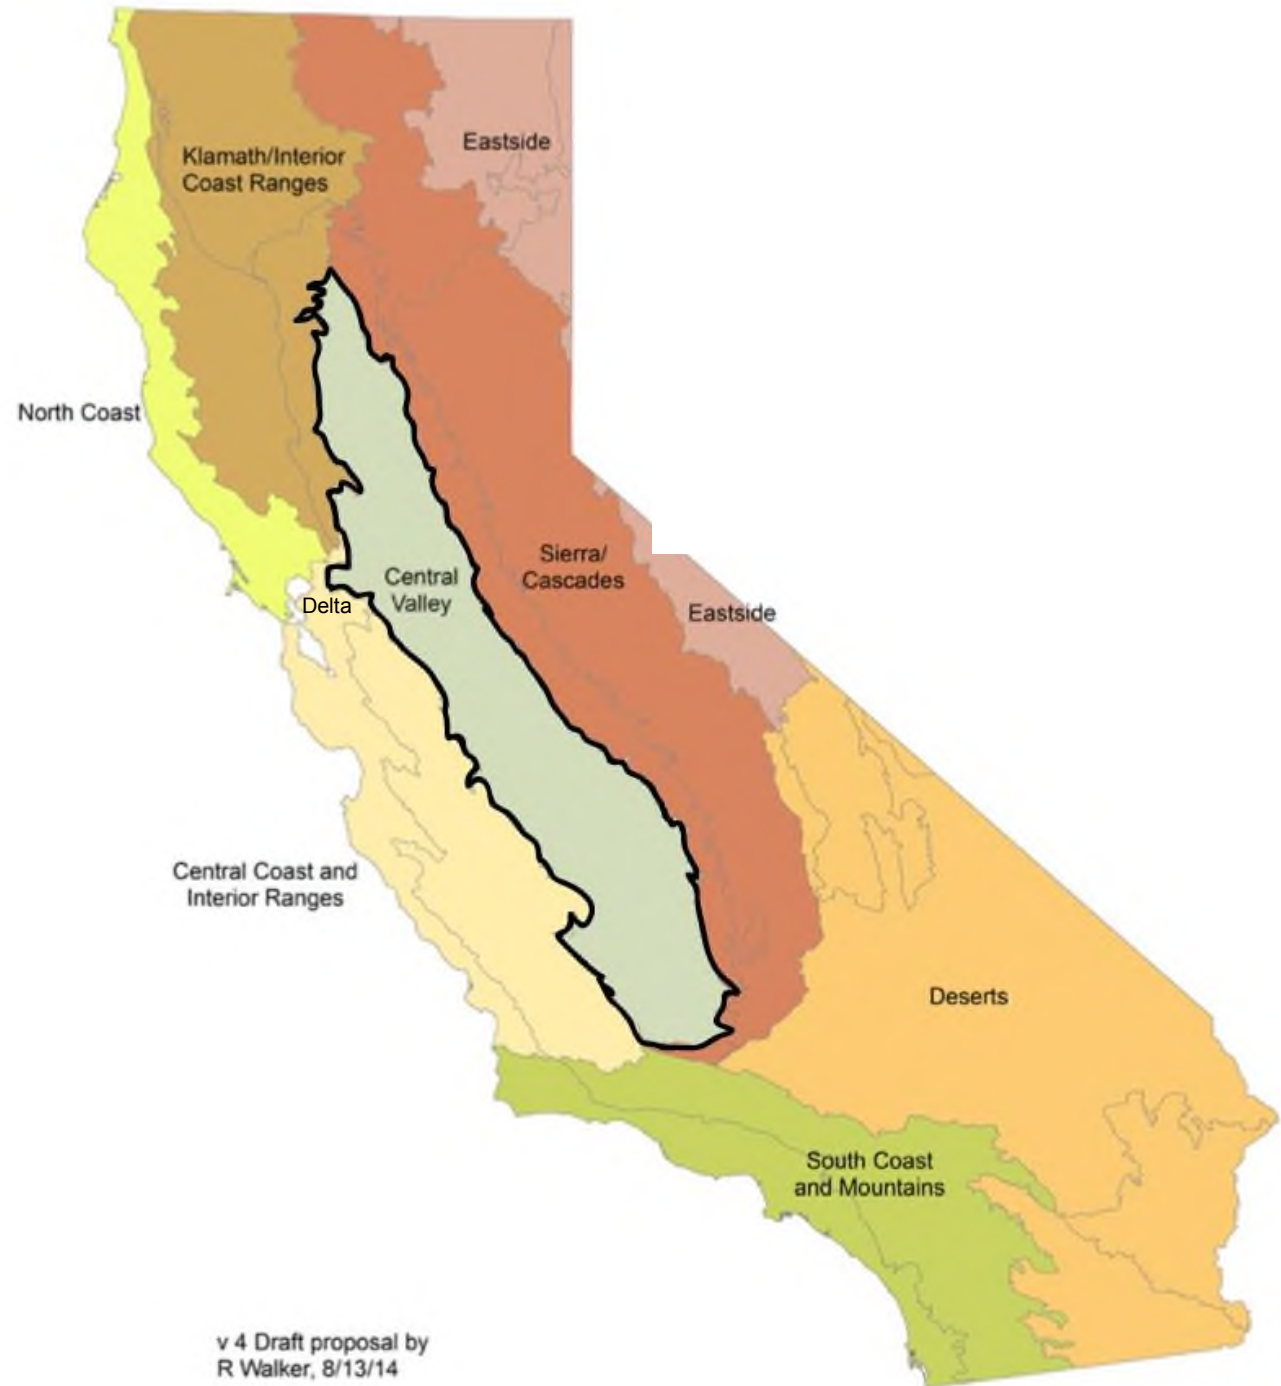 Eastside
Klamath/Interior
Coast Ranges
North Coast
Sierra/
Cascades
Central
Valley
Delta
Eastside
Central Coast and
Interior Ranges
Deserts
South Coast
and Mountains
v 4 Draft proposal by
R Walker, 8/13/14